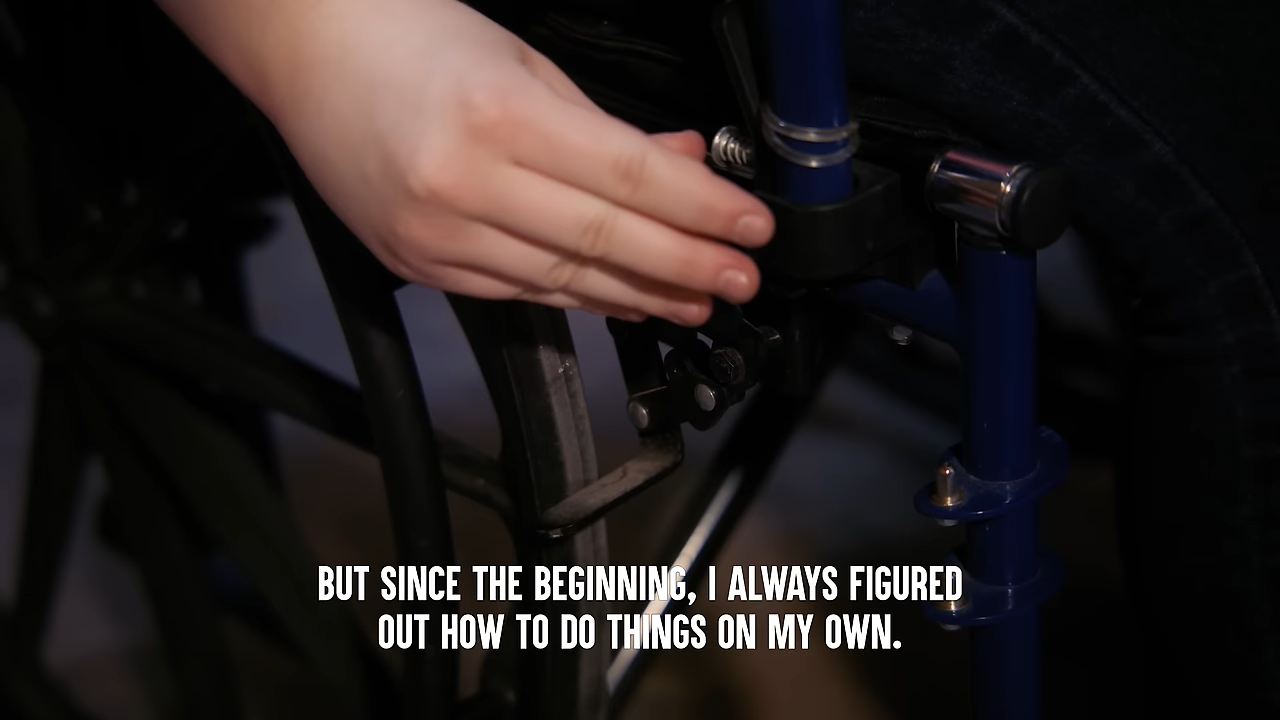 BUT SINCE THE BEGINNING, I ALWAYS FIGURED
OUT HOW TO DO THINGS ON MY OWN.